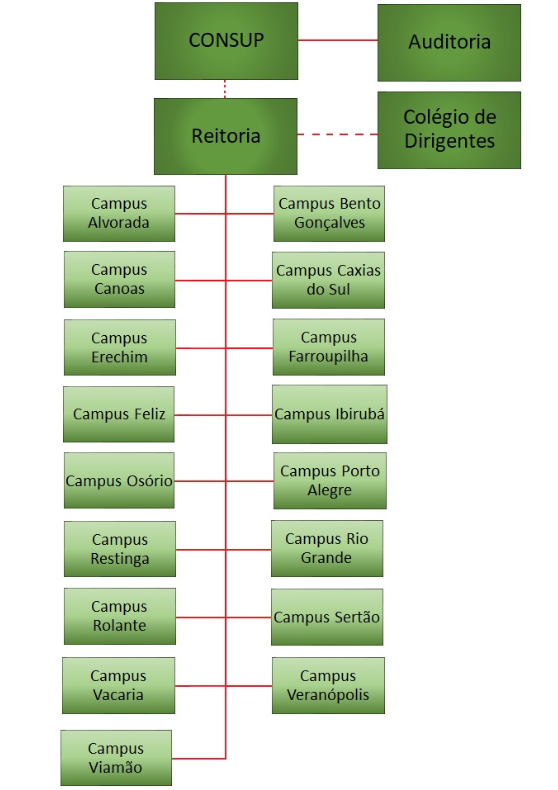 CONSUP
Auditoria
Reitoria
Colégio de
Dirigentes
Campus
Alvorada
Campus Bento
Gonçalves
Campus
Canoas
Campus Caxias
do Sul
Campus
Erechim
Campus
Farroupilha
Campus Feliz
Campus Ibirubá
Campus Osório
Campus Porto
Alegre
Campus
Restinga
Campus Rio
Grande
Campus
Rolante
Campus Sertão
Campus
Vacaria
Campus
Veranópolis
Campus
Viamão